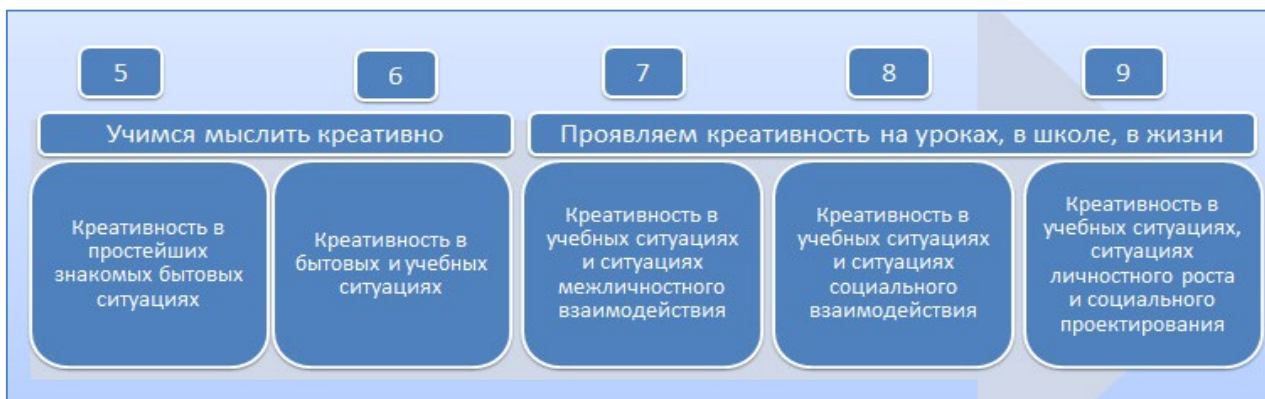 5
6
7
8
9
Учимся мыслить креативно
Проявляем креативность на уроках, в школе, в жизни
Креативность в
простейших
знакомых бытовых
ситуациях
Креативность в
бытовых и учебных
ситуациях
Креативность в
учебных ситуациях
и ситуациях
межличностного
взаимодействия
Креативность в
учебных ситуациях
и ситуациях
социального
взаимодействия
Креативность в
учебных ситуациях,
ситуациях
личностного роста
и социального
проектирования